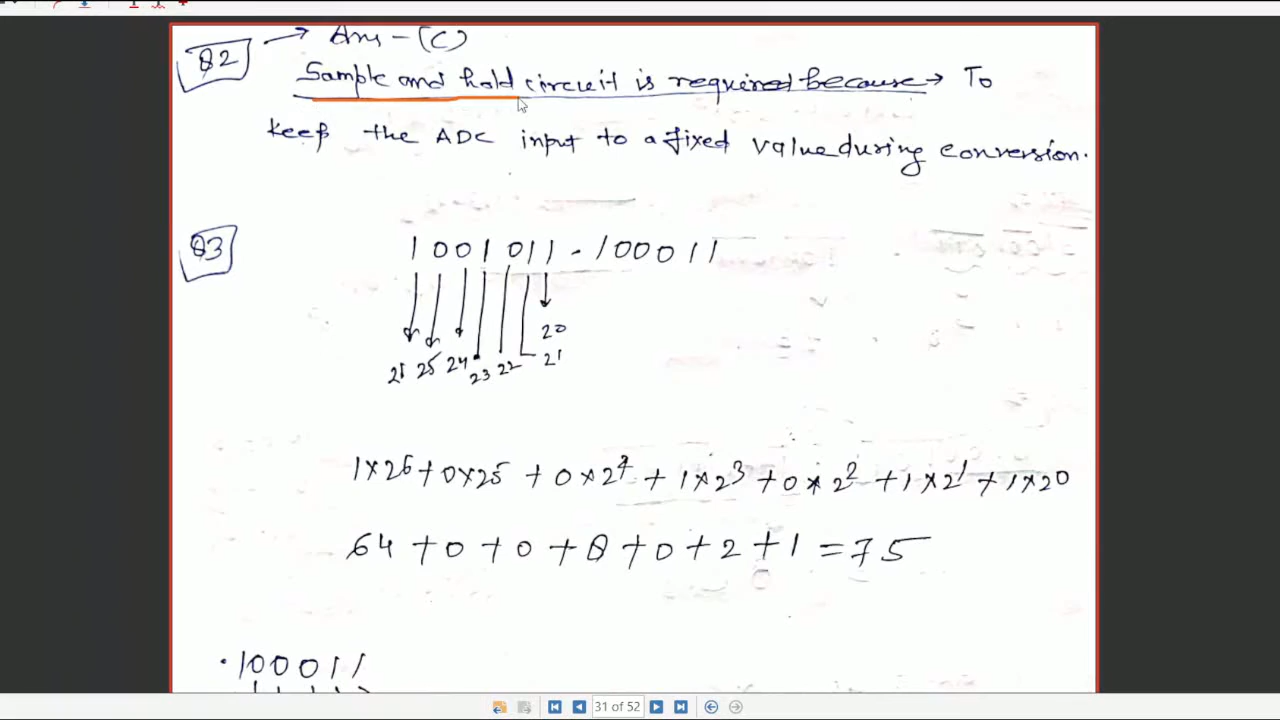 82 → Ans - (C)
Sample and hold circuit is required because → To
keep the ADC input to a fixed value during conversion.
83 1001011.100011
20
21 25 24 23 22 21
1×26+0×25 + 0×2⁴ + 1×2³ + 0×2² + 1×2¹ + 1×20
64 + 0 + 0 + 8 + 0 + 2 + 1 = 75
.100011
31 of 52